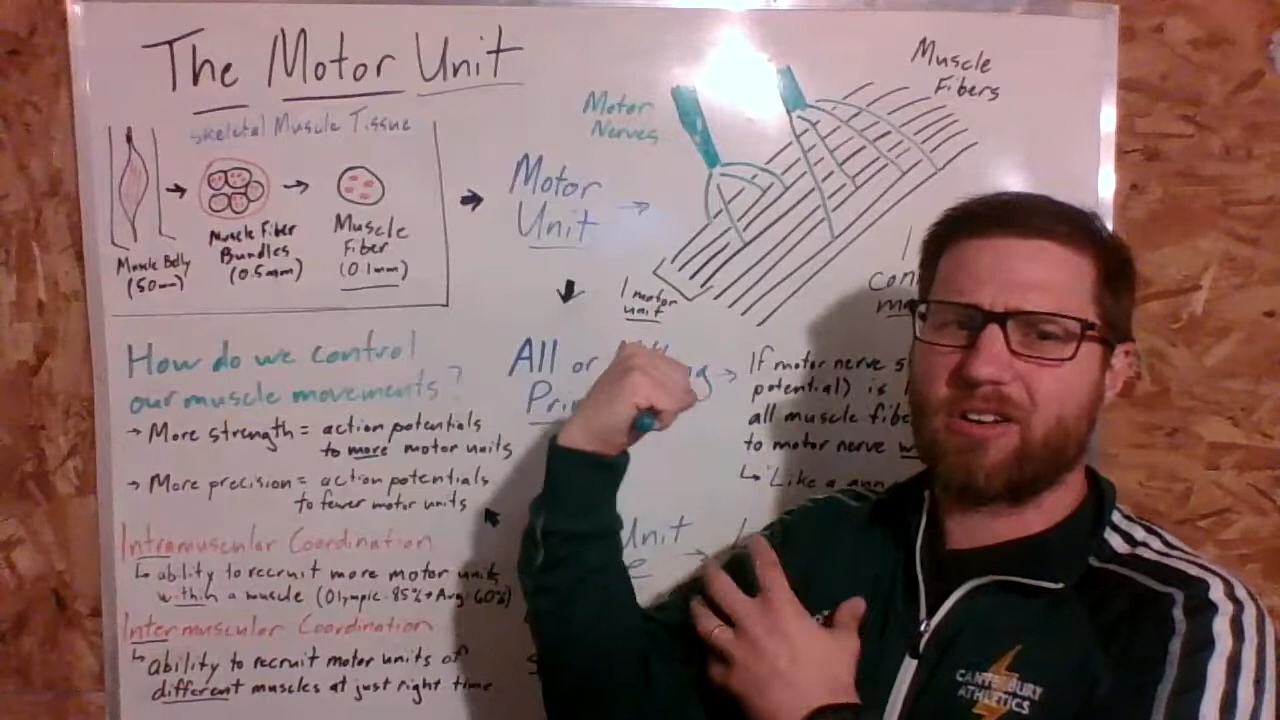 The Motor Unit
skeletal Muscle Tissue
Muscle Belly
(50mm)
Muscle Fiber
Bundles
(0.5mm)
Muscle
Fiber
(0.1mm)
Motor
Unit
Motor
Nerves
Muscle
Fibers
1 motor
unit
How do we control
our muscle movements?
→ More strength = action potentials
to more motor units
→ More precision = action potentials
to fewer motor units
Intramuscular Coordination
↳ ability to recruit more motor units
within a muscle (Olympic: 85% → Avg: 60%)
Intermuscular Coordination
↳ ability to recruit motor units of
different muscles at just right time
All or
If motor nerve
potential) is
all muscle
to motor nerve
↳ "Like a
Unit
CANTERBURY
ATHLETICS